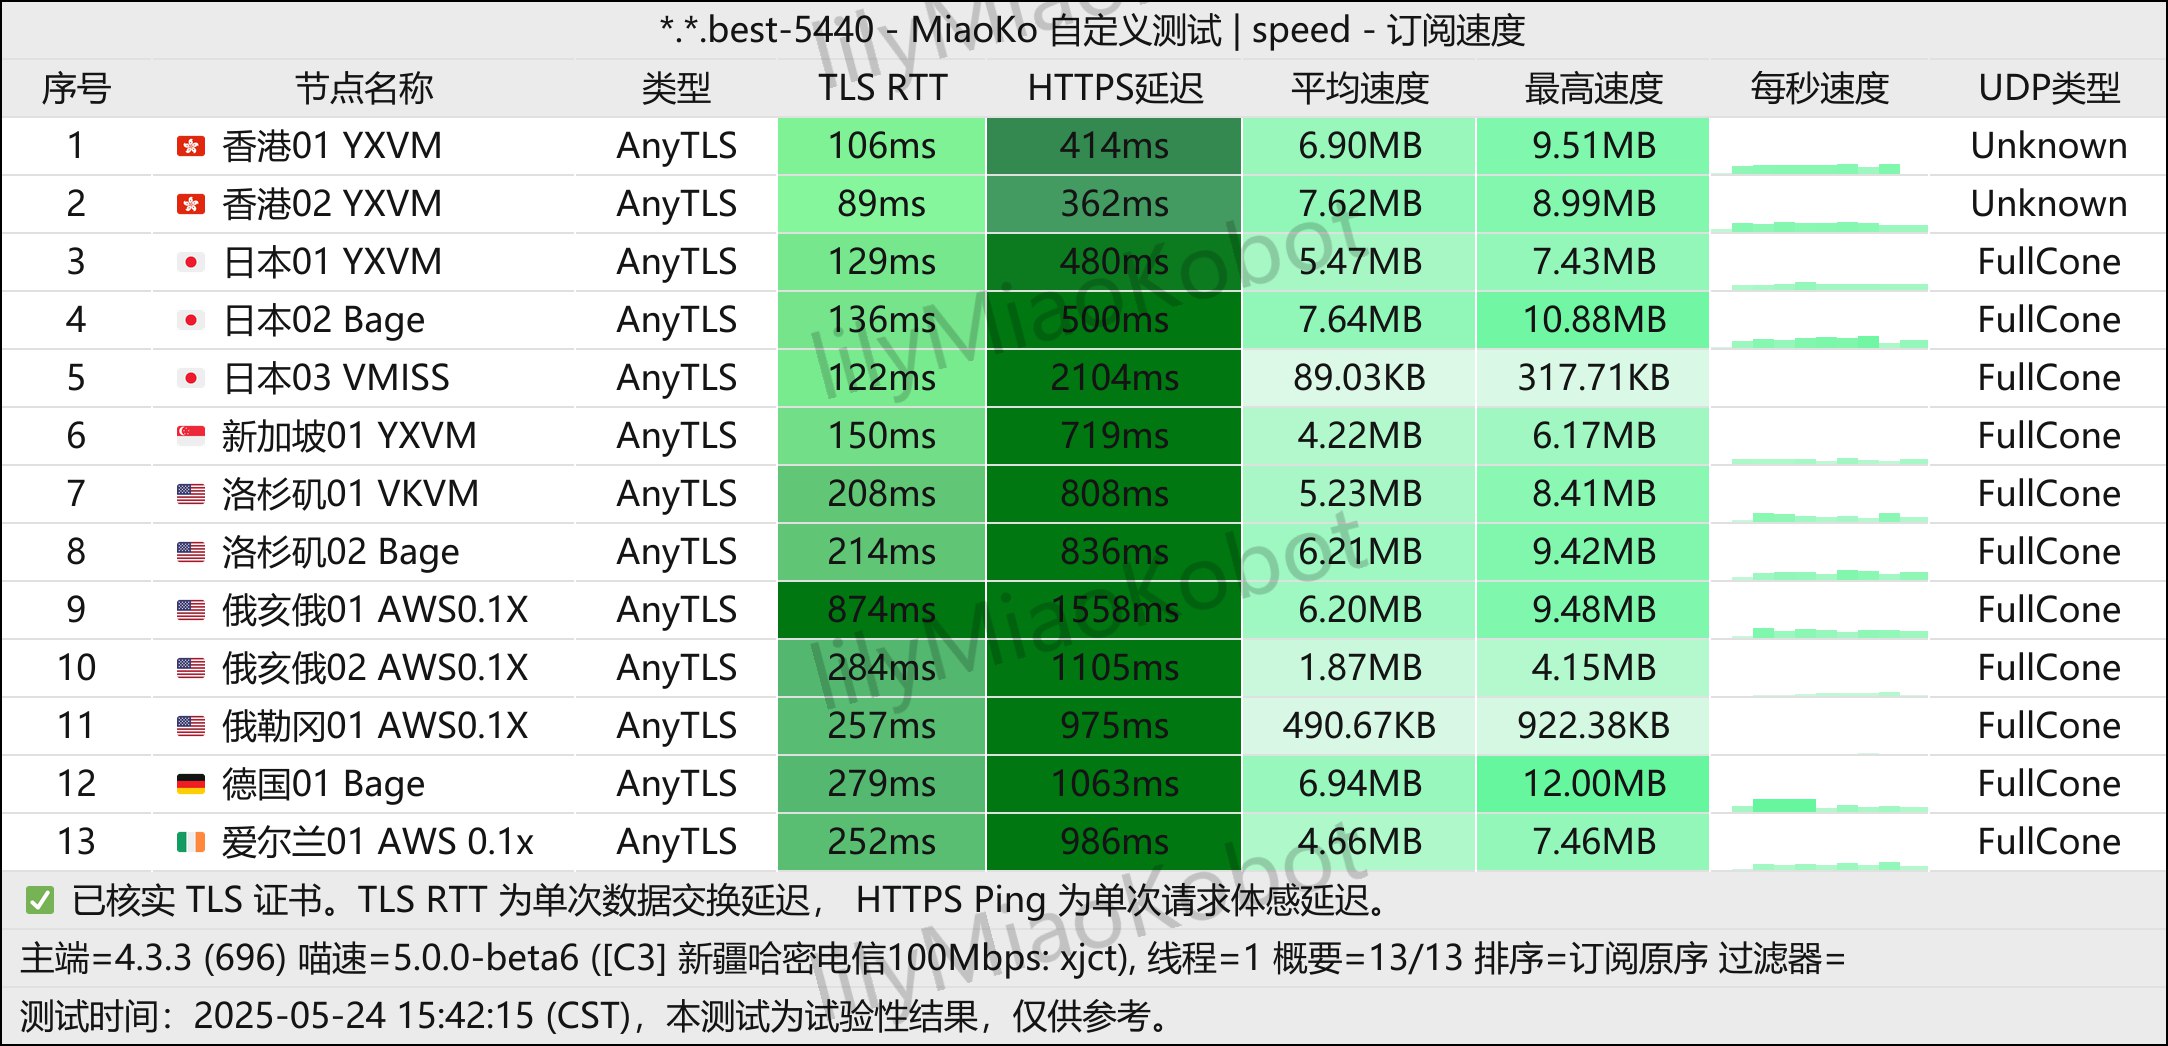 *.*.best-5440 - MiaoKo 自定义测试 | speed - 订阅速度
序号 节点名称 类型 TLS RTT HTTPS延迟 平均速度 最高速度 每秒速度 UDP类型
1 香港01 YXVM AnyTLS 106ms 414ms 6.90MB 9.51MB Unknown
2 香港02 YXVM AnyTLS 89ms 362ms 7.62MB 8.99MB Unknown
3 日本01 YXVM AnyTLS 129ms 480ms 5.47MB 7.43MB FullCone
4 日本02 Bage AnyTLS 136ms 500ms 7.64MB 10.88MB FullCone
5 日本03 VMISS AnyTLS 122ms 2104ms 89.03KB 317.71KB FullCone
6 新加坡01 YXVM AnyTLS 150ms 719ms 4.22MB 6.17MB FullCone
7 洛杉矶01 VKVM AnyTLS 208ms 808ms 5.23MB 8.41MB FullCone
8 洛杉矶02 Bage AnyTLS 214ms 836ms 6.21MB 9.42MB FullCone
9 俄亥俄01 AWS0.1X AnyTLS 874ms 1558ms 6.20MB 9.48MB FullCone
10 俄亥俄02 AWS0.1X AnyTLS 284ms 1105ms 1.87MB 4.15MB FullCone
11 俄勒冈01 AWS0.1X AnyTLS 257ms 975ms 490.67KB 922.38KB FullCone
12 德国01 Bage AnyTLS 279ms 1063ms 6.94MB 12.00MB FullCone
13 爱尔兰01 AWS 0.1x AnyTLS 252ms 986ms 4.66MB 7.46MB FullCone
✅ 已核实 TLS 证书。TLS RTT 为单次数据交换延迟， HTTPS Ping 为单次请求体感延迟。
主端=4.3.3 (696) 喵速=5.0.0-beta6 ([C3] 新疆哈密电信100Mbps: xjct), 线程=1 概要=13/13 排序=订阅原序 过滤器=
测试时间：2025-05-24 15:42:15 (CST)，本测试为试验性结果，仅供参考。
lilyMiaoKobot
lilyMiaoKobot
lilyMiaoKobot
lilyMiaoKobot